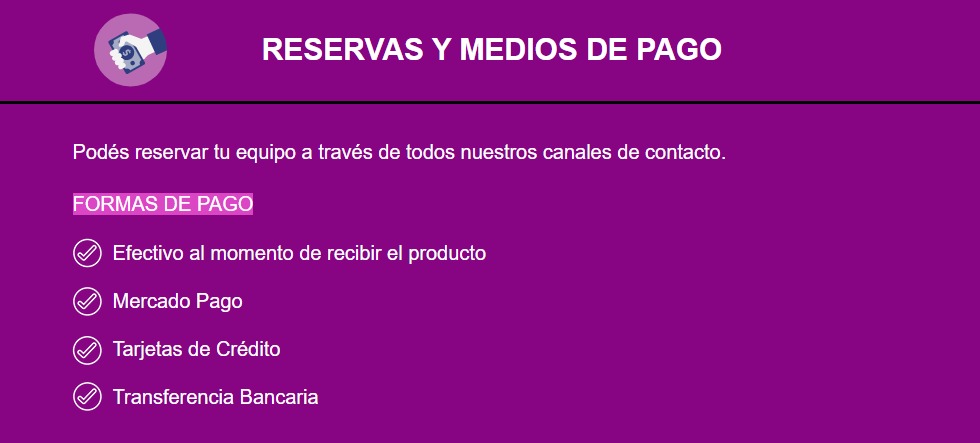 RESERVAS Y MEDIOS DE PAGO
Podés reservar tu equipo a través de todos nuestros canales de contacto.
FORMAS DE PAGO
Efectivo al momento de recibir el producto
Mercado Pago
Tarjetas de Crédito
Transferencia Bancaria